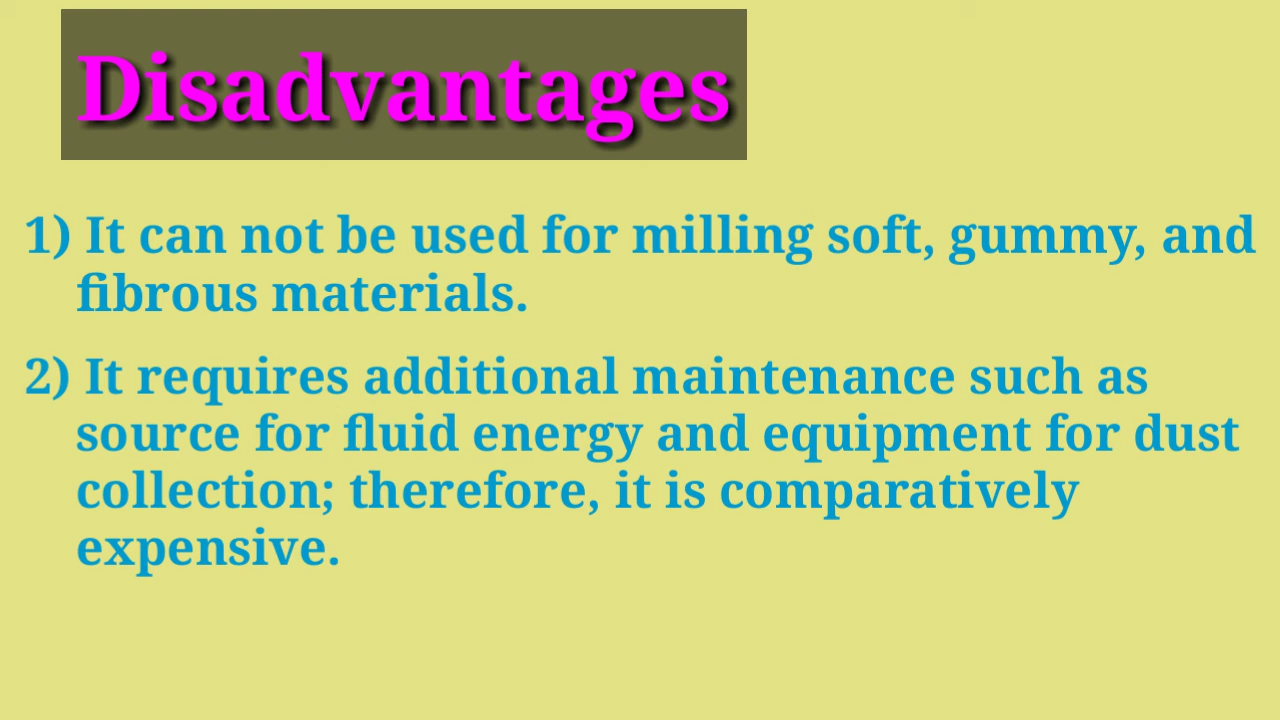 Disadvantages
1) It can not be used for milling soft, gummy, and
fibrous materials.
2) It requires additional maintenance such as
source for fluid energy and equipment for dust
collection; therefore, it is comparatively
expensive.